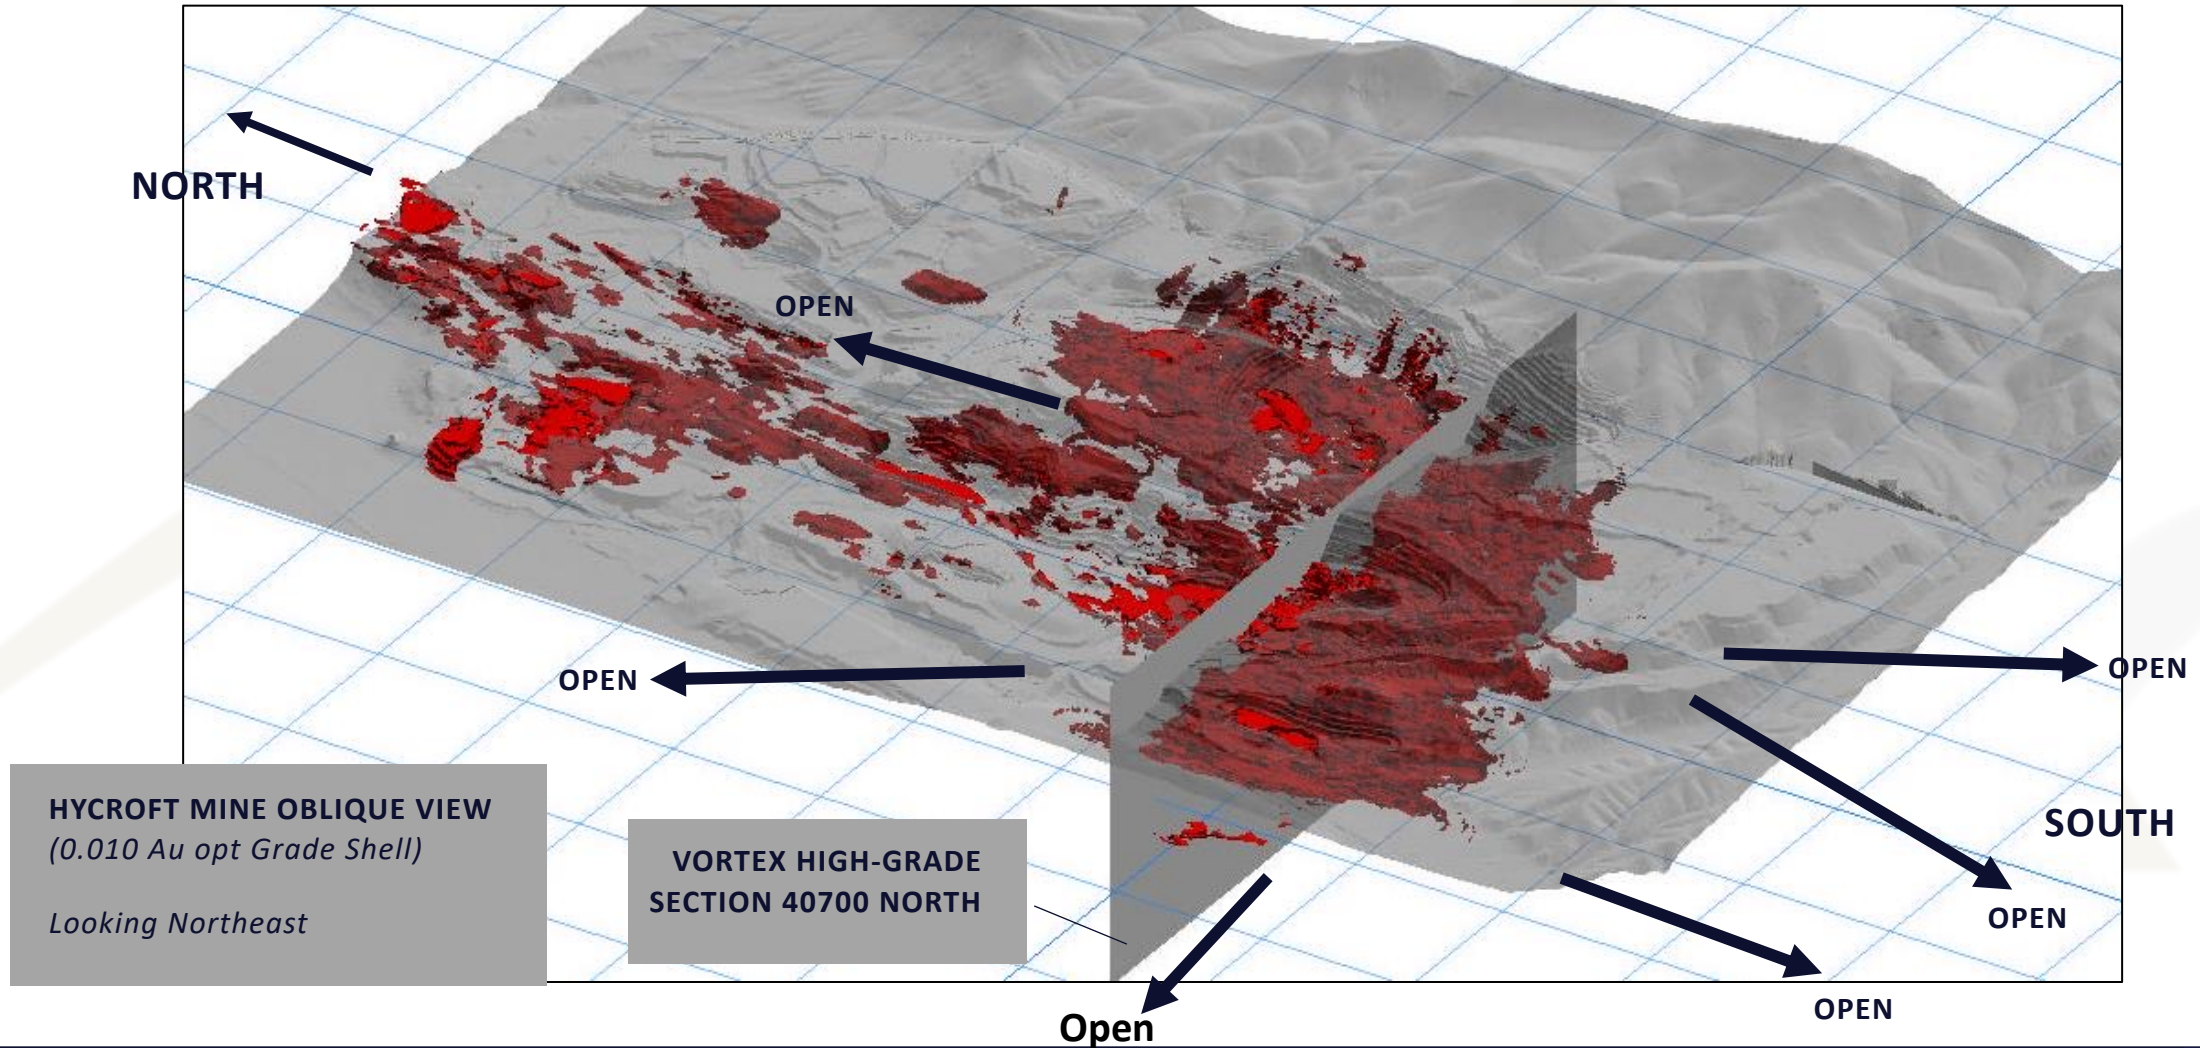 NORTH
OPEN
OPEN
OPEN
SOUTH
OPEN
OPEN
Open
HYCROFT MINE OBLIQUE VIEW
(0.010 Au opt Grade Shell)
Looking Northeast
VORTEX HIGH-GRADE
SECTION 40700 NORTH